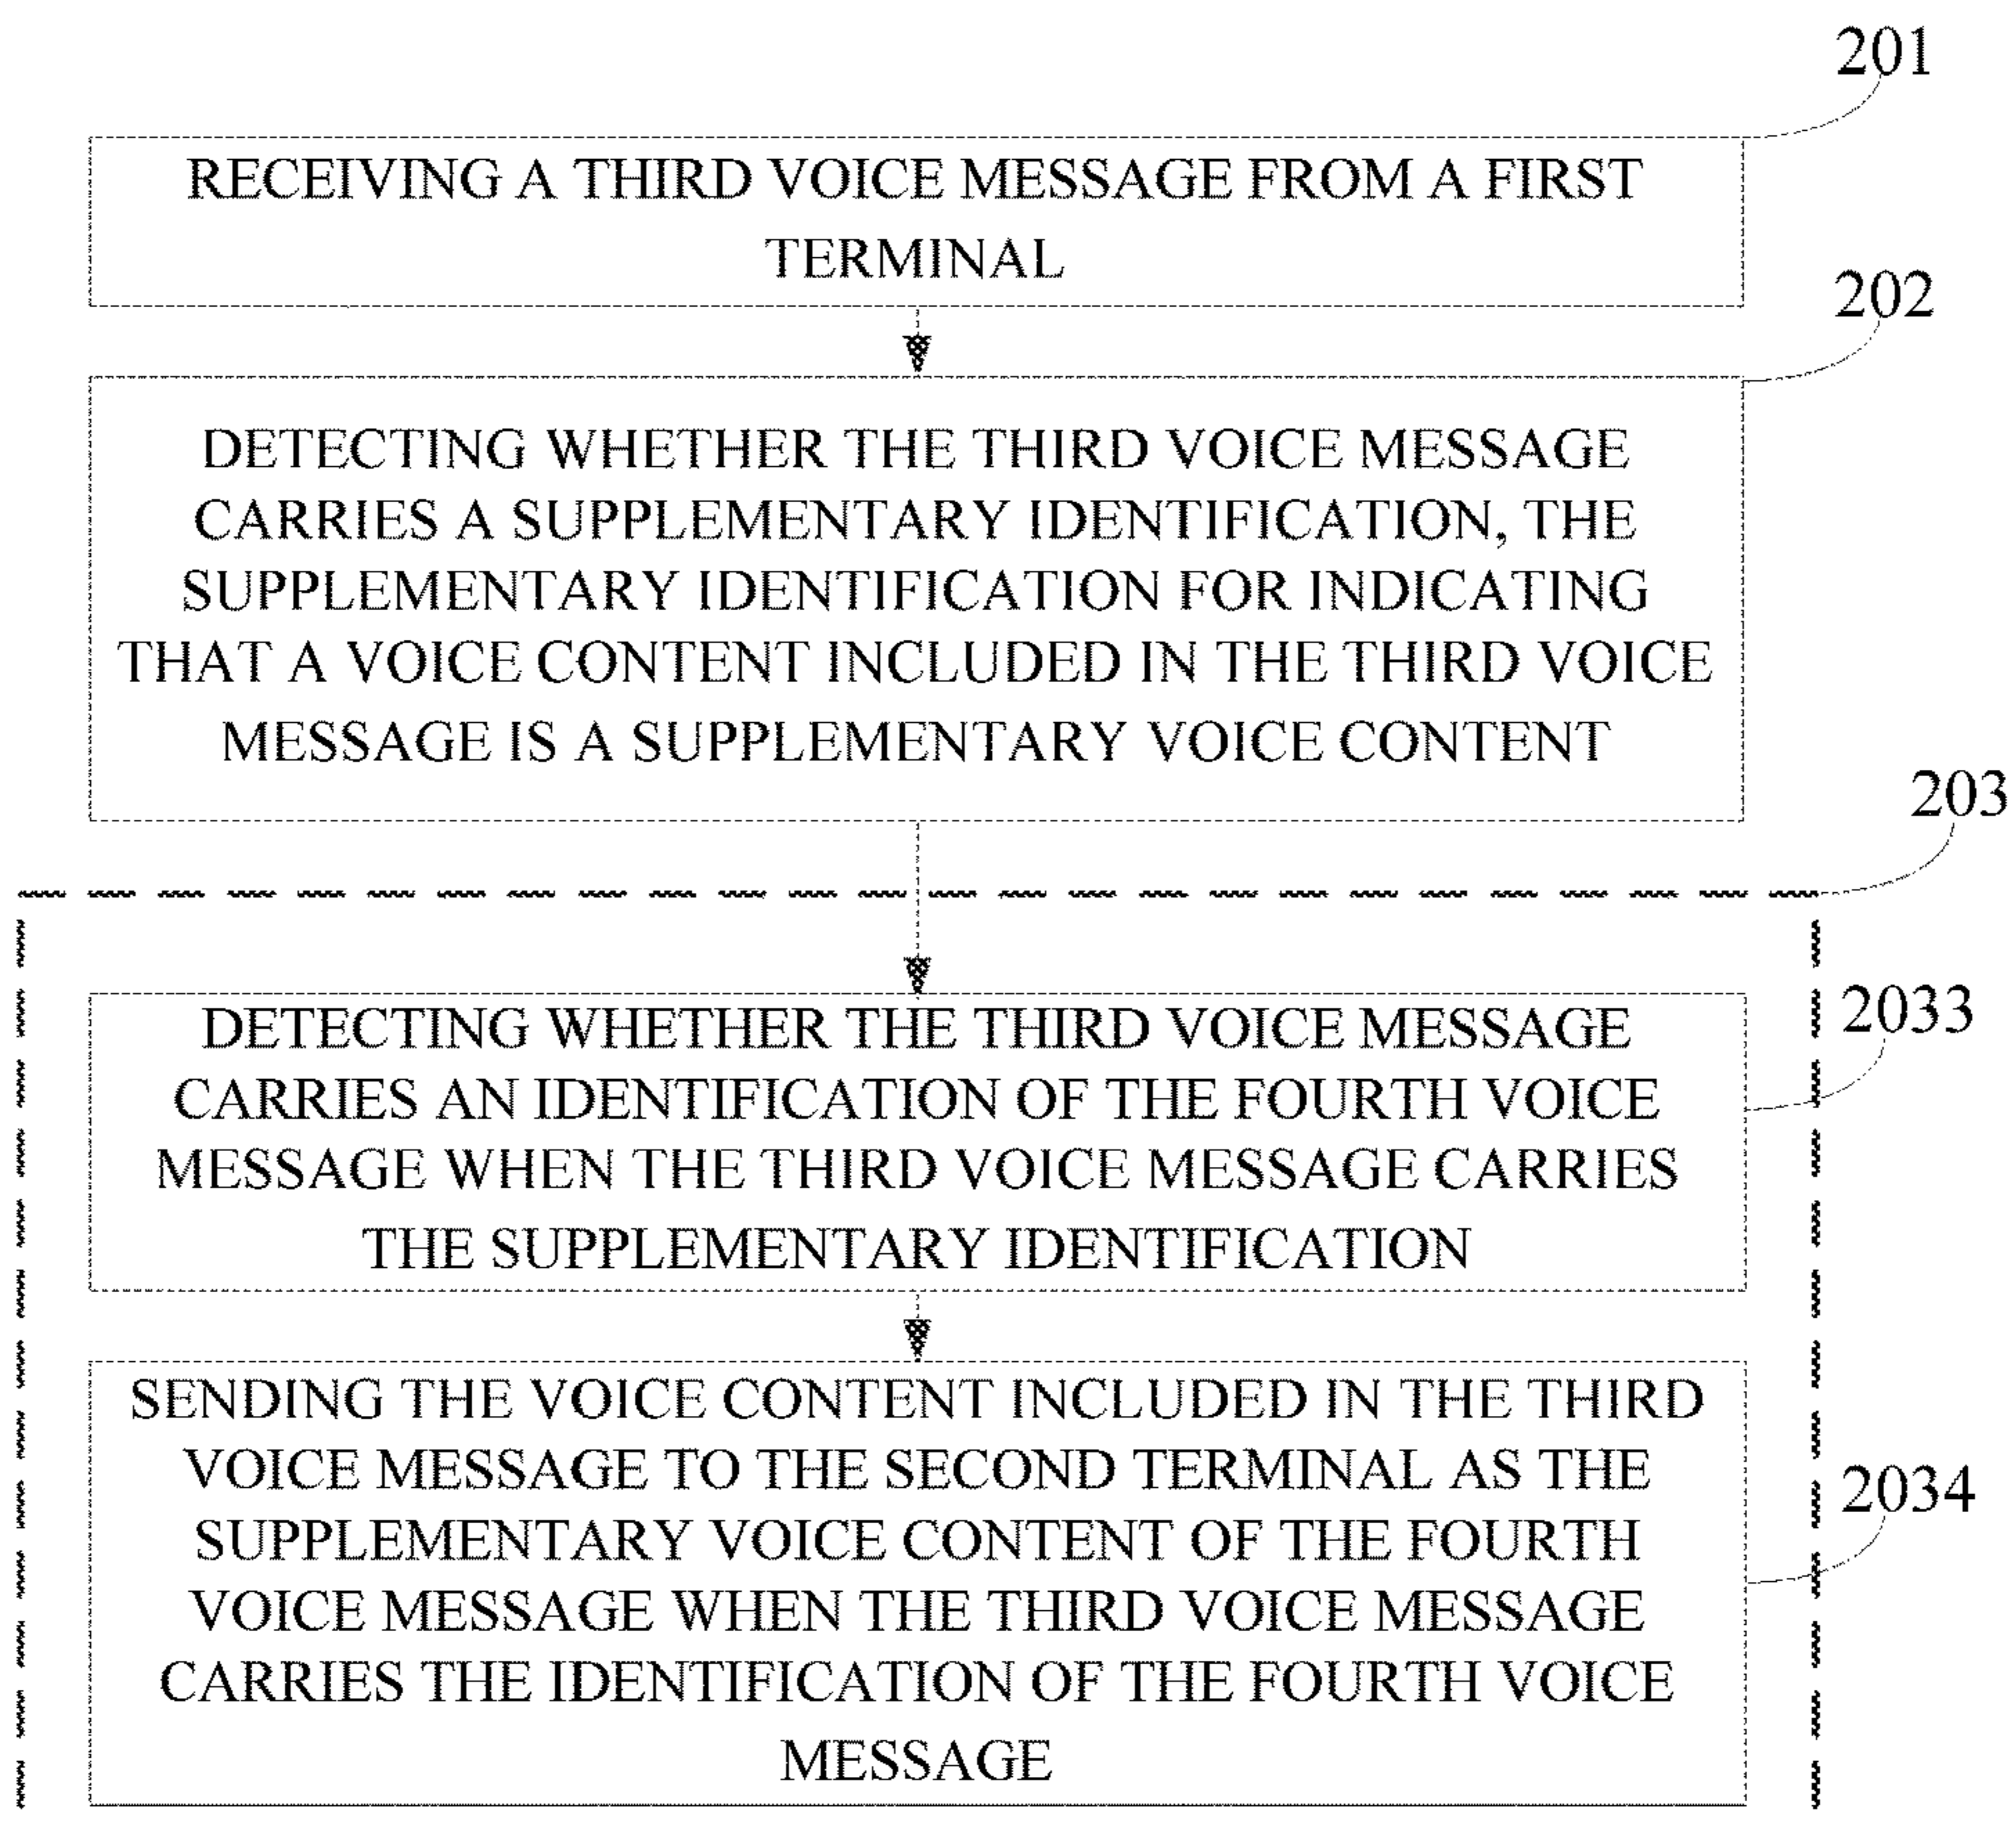 201
RECEIVING A THIRD VOICE MESSAGE FROM A FIRST
TERMINAL
202
DETECTING WHETHER THE THIRD VOICE MESSAGE
CARRIES A SUPPLEMENTARY IDENTIFICATION, THE
SUPPLEMENTARY IDENTIFICATION FOR INDICATING
THAT A VOICE CONTENT INCLUDED IN THE THIRD VOICE
MESSAGE IS A SUPPLEMENTARY VOICE CONTENT
203
2033
DETECTING WHETHER THE THIRD VOICE MESSAGE
CARRIES AN IDENTIFICATION OF THE FOURTH VOICE
MESSAGE WHEN THE THIRD VOICE MESSAGE CARRIES
THE SUPPLEMENTARY IDENTIFICATION
SENDING THE VOICE CONTENT INCLUDED IN THE THIRD
VOICE MESSAGE TO THE SECOND TERMINAL AS THE
2034
SUPPLEMENTARY VOICE CONTENT OF THE FOURTH
VOICE MESSAGE WHEN THE THIRD VOICE MESSAGE
CARRIES THE IDENTIFICATION OF THE FOURTH VOICE
MESSAGE